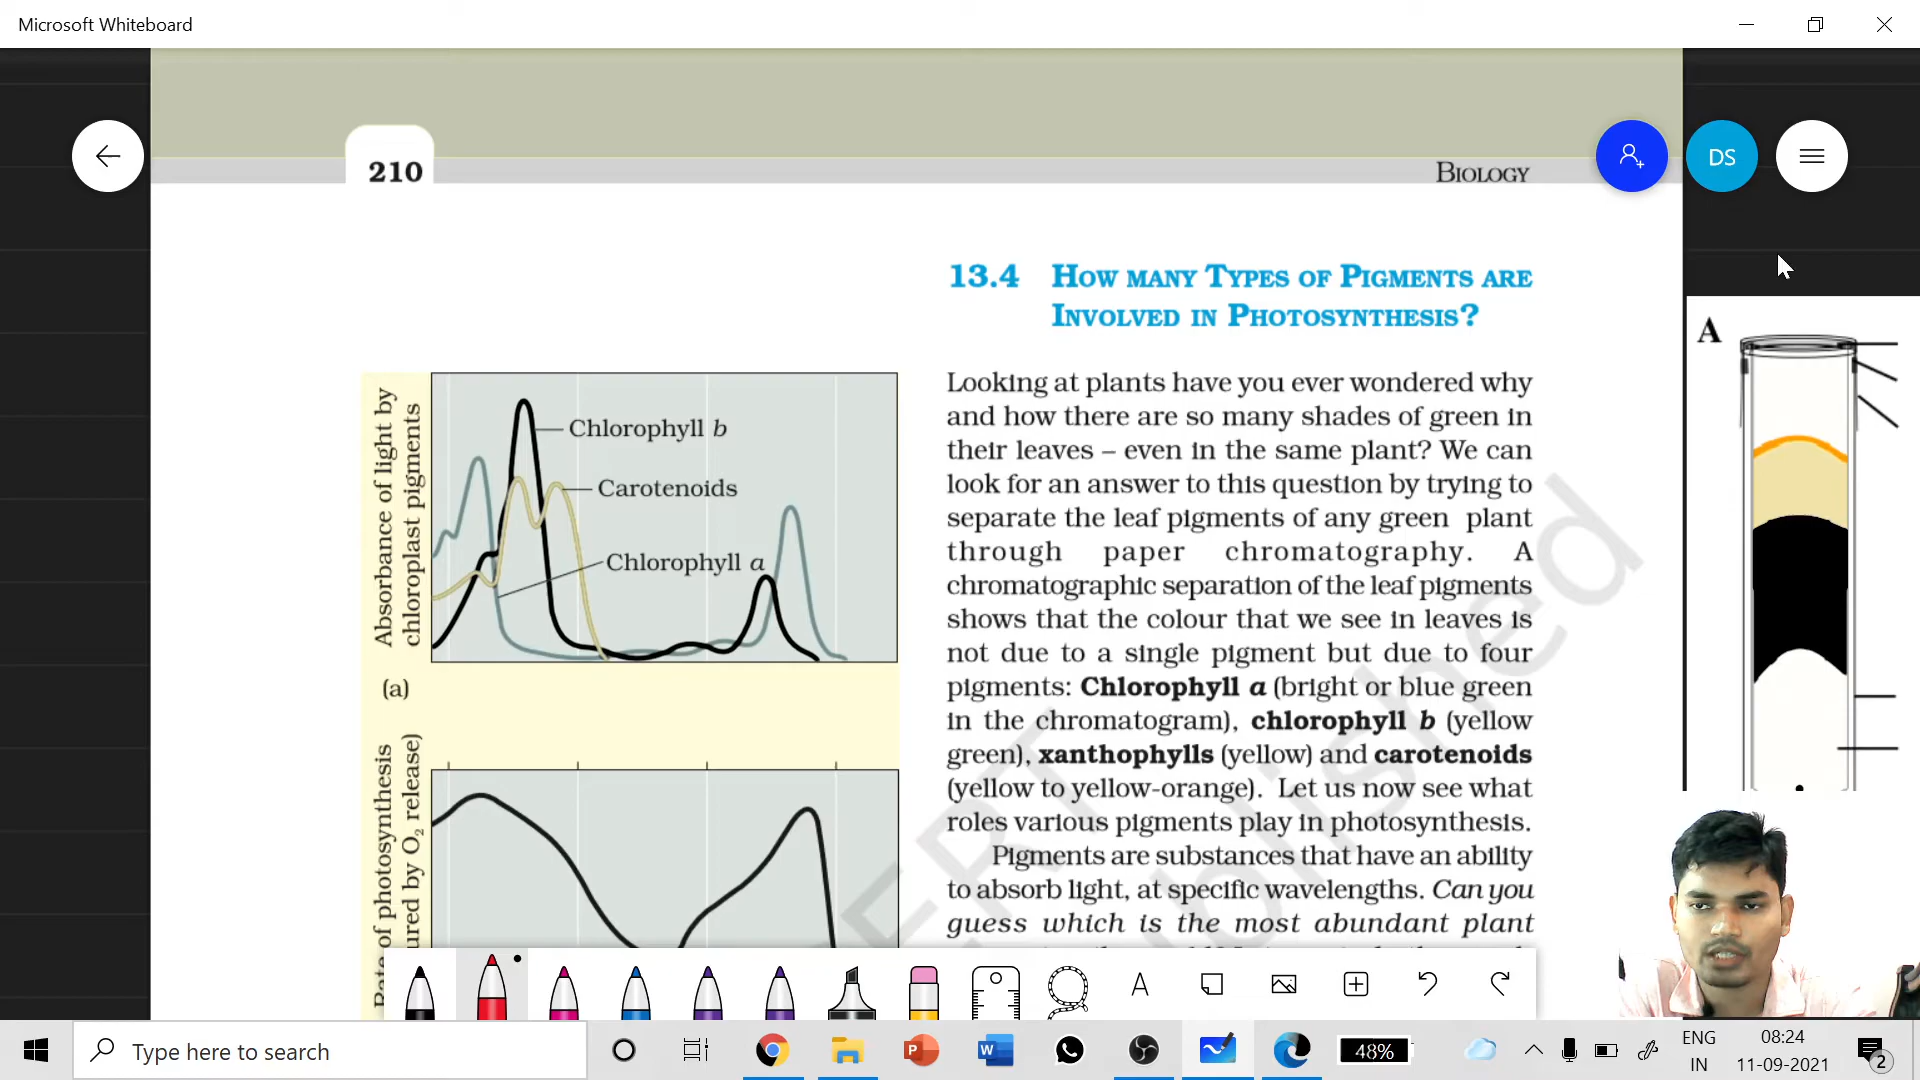 Microsoft Whiteboard
210
BIOLOGY
DS
13.4 HOW MANY TYPES OF PIGMENTS ARE
INVOLVED IN PHOTOSYNTHESIS?
Absorbance of light by
chloroplast pigments
Chlorophyll b
Carotenoids
Chlorophyll a
(a)
Rate of photosynthesis
ured by O₂ release)
Looking at plants have you ever wondered why
and how there are so many shades of green in
their leaves – even in the same plant? We can
look for an answer to this question by trying to
separate the leaf pigments of any green plant
through paper chromatography. A
chromatographic separation of the leaf pigments
shows that the colour that we see in leaves is
not due to a single pigment but due to four
pigments: Chlorophyll a (bright or blue green
in the chromatogram), chlorophyll b (yellow
green), xanthophylls (yellow) and carotenoids
(yellow to yellow-orange). Let us now see what
roles various pigments play in photosynthesis.
Pigments are substances that have an ability
to absorb light, at specific wavelengths. Can you
guess which is the most abundant plant
A
Type here to search
48%
ENG
IN
08:24
11-09-2021
2